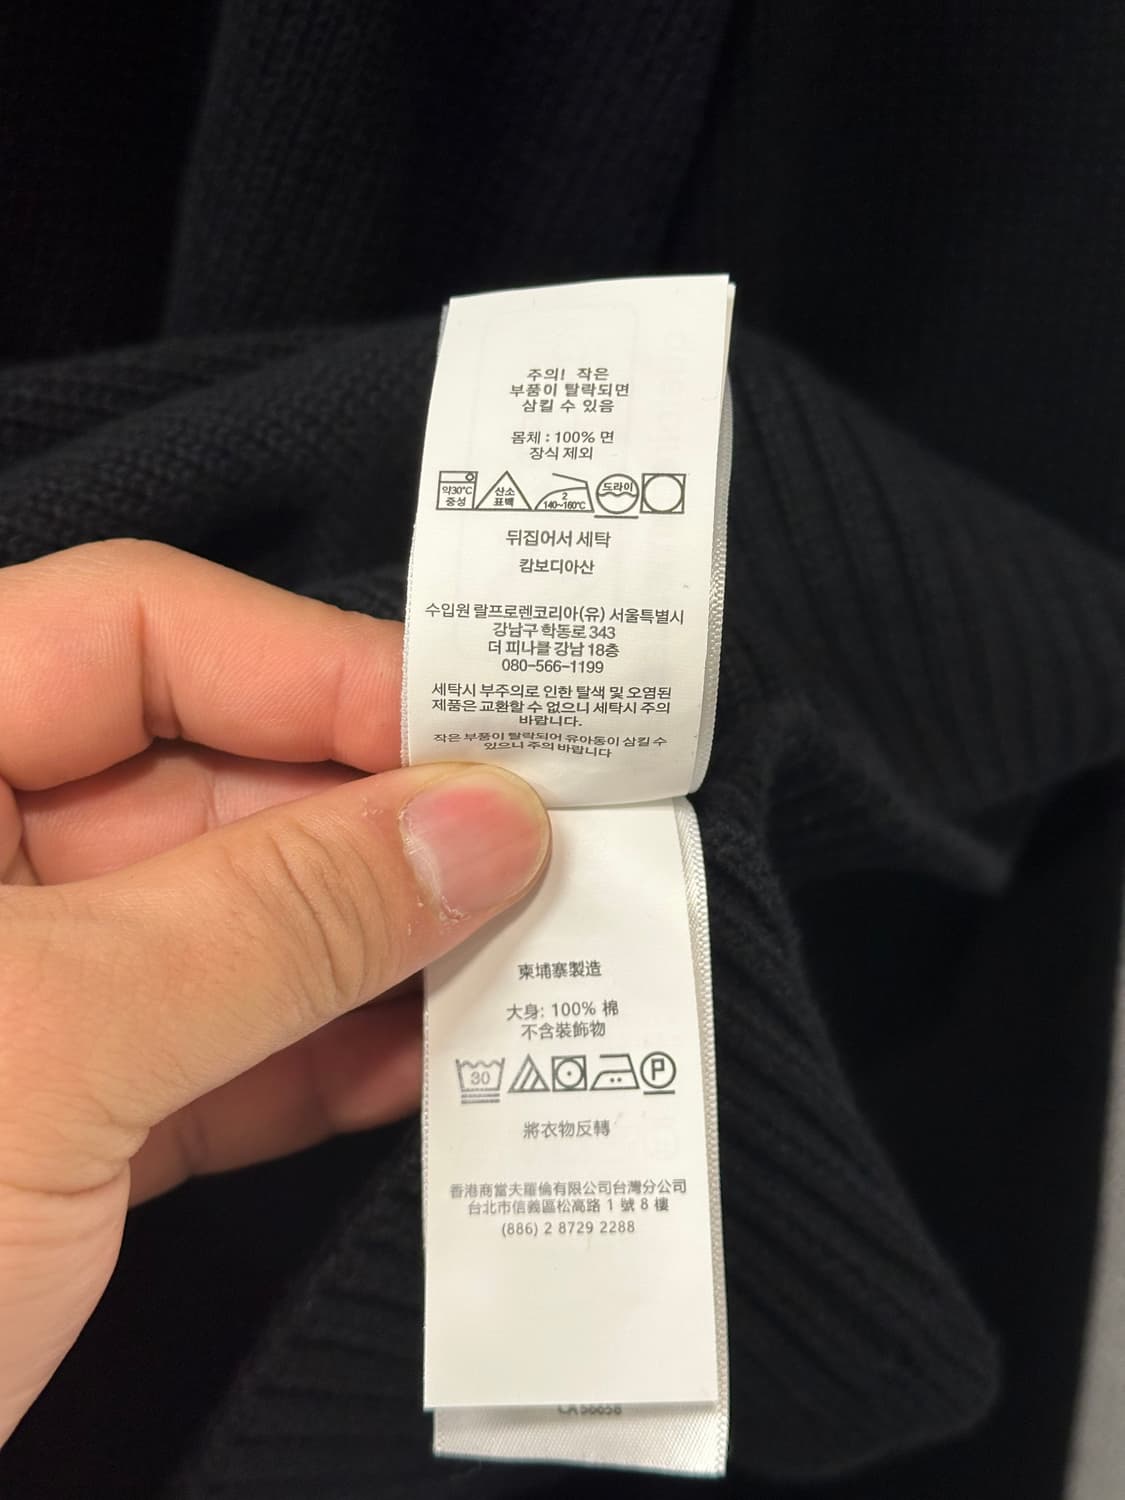 주의! 작은
부품이 탈락되면
삼킬 수 있음
몸체 : 100% 면
장식 제외
약30℃
중성
산소
표백
2
140~160℃
드라이
뒤집어서 세탁
캄보디아산
수입원 랄프로렌코리아(유) 서울특별시
강남구 학동로 343
더 피나클 강남 18층
080-566-1199
세탁시 부주의로 인한 탈색 및 오염된
제품은 교환할 수 없으니 세탁시 주의
바랍니다.
작은 부품이 탈락되어 유아동이 삼킬 수
있으니 주의 바랍니다
柬埔寨製造
大身: 100% 棉
不含裝飾物
30
P
將衣物反轉
香港商當夫羅倫有限公司台灣分公司
台北市信義區松高路 1 號 8 樓
(886) 2 8729 2288